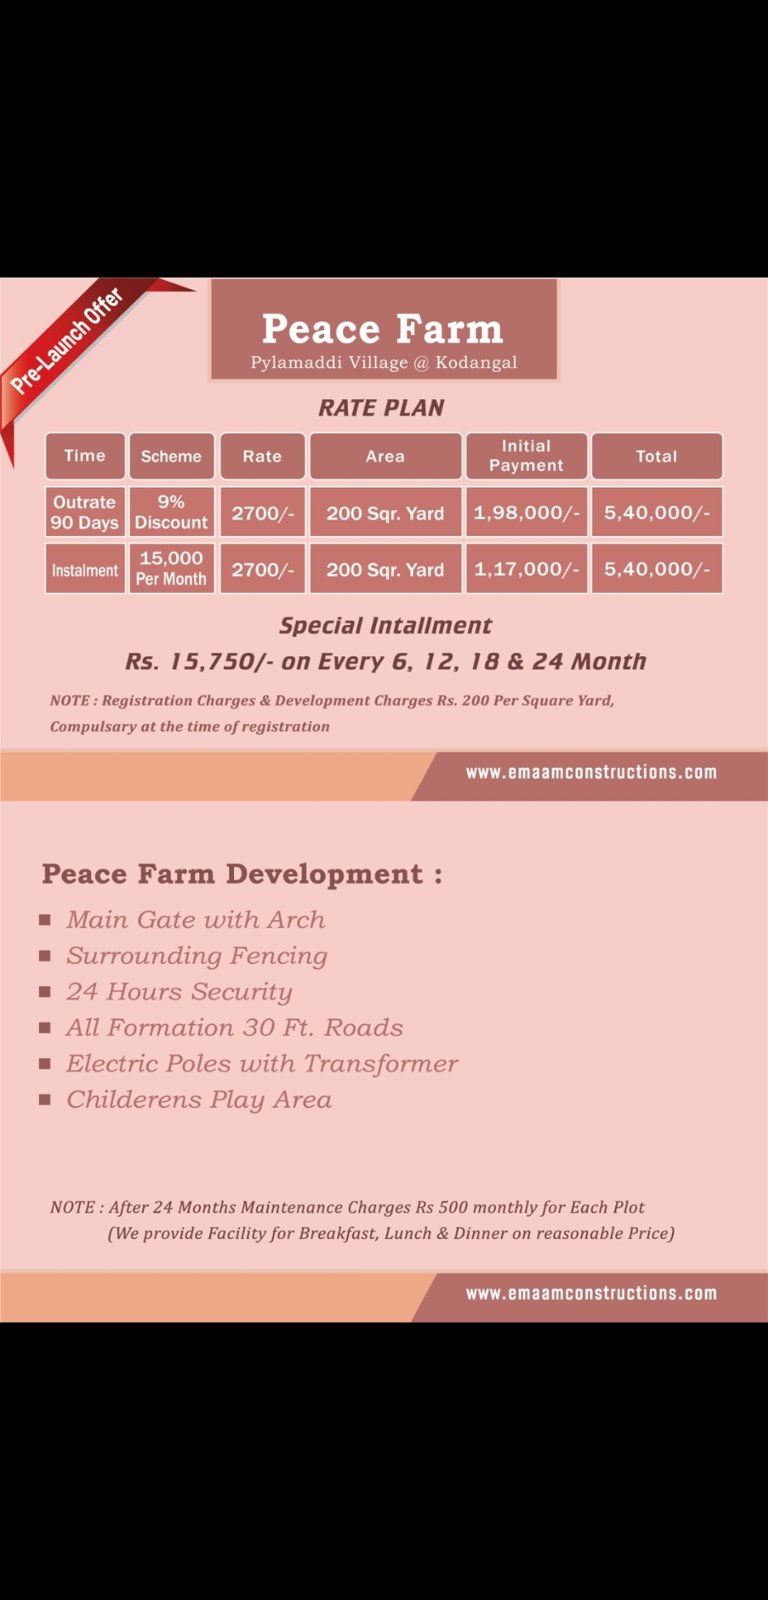 Pre-Launch Offer
Peace Farm
Pylamaddi Village @ Kodangal
RATE PLAN
Time Scheme Rate Area Initial Payment Total
Outrate 90 Days 9% Discount 2700/- 200 Sqr. Yard 1,98,000/- 5,40,000/-
Instalment 15,000 Per Month 2700/- 200 Sqr. Yard 1,17,000/- 5,40,000/-
Special Intallment
Rs. 15,750/- on Every 6, 12, 18 & 24 Month
NOTE : Registration Charges & Development Charges Rs. 200 Per Square Yard,
Compulsary at the time of registration
www.emaamconstructions.com
Peace Farm Development :
Main Gate with Arch
Surrounding Fencing
24 Hours Security
All Formation 30 Ft. Roads
Electric Poles with Transformer
Childerens Play Area
NOTE : After 24 Months Maintenance Charges Rs 500 monthly for Each Plot
(We provide Facility for Breakfast, Lunch & Dinner on reasonable Price)
www.emaamconstructions.com